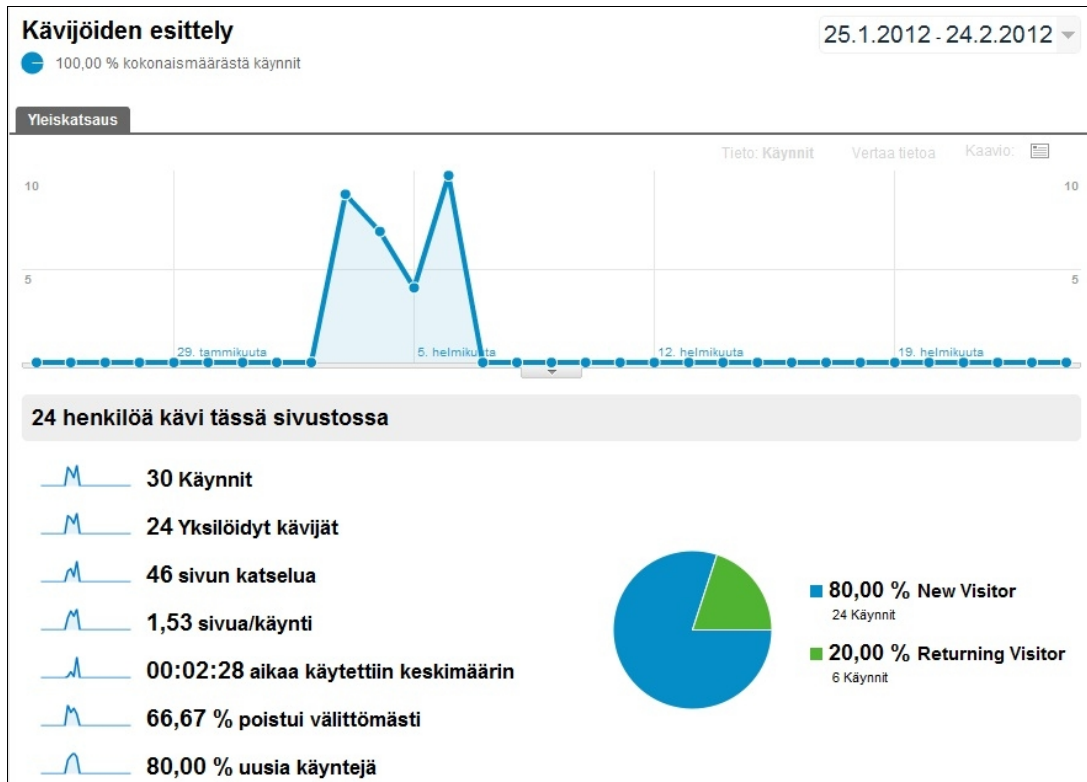 Kävijöiden esittely
25.1.2012 - 24.2.2012
100,00 % kokonaismäärästä käynnit
Yleiskatsaus
Tieto: Käynnit Vertaa tietoa Kaavio:
10 10
5 5
29. tammikuuta 5. helmikuuta 12. helmikuuta 19. helmikuuta
24 henkilöä kävi tässä sivustossa
30 Käynnit
24 Yksilöidyt kävijät
46 sivun katselua
1,53 sivua/käynti
00:02:28 aikaa käytettiin keskimäärin
66,67 % poistui välittömästi
80,00 % uusia käyntejä
80,00 % New Visitor
24 Käynnit
20,00 % Returning Visitor
6 Käynnit